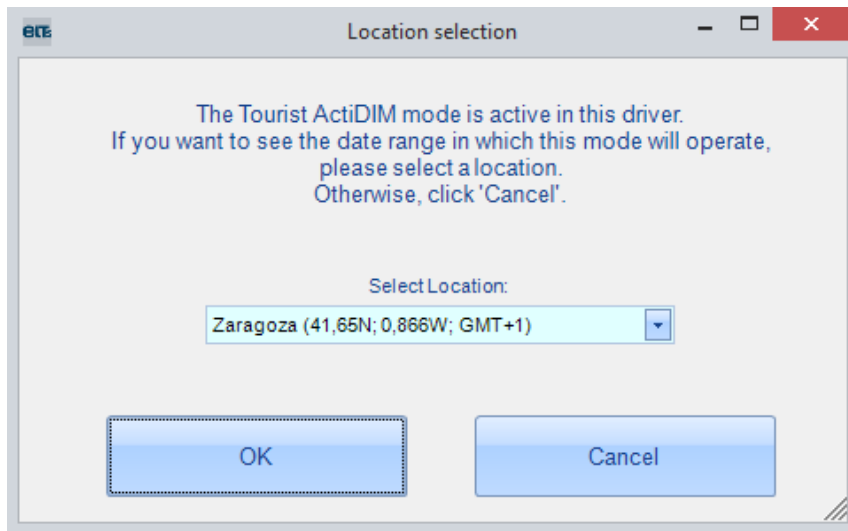 Location selection
The Tourist ActiDIM mode is active in this driver.
If you want to see the date range in which this mode will operate,
please select a location.
Otherwise, click 'Cancel'.
Select Location:
Zaragoza (41,65N; 0,866W; GMT+1)
OK
Cancel